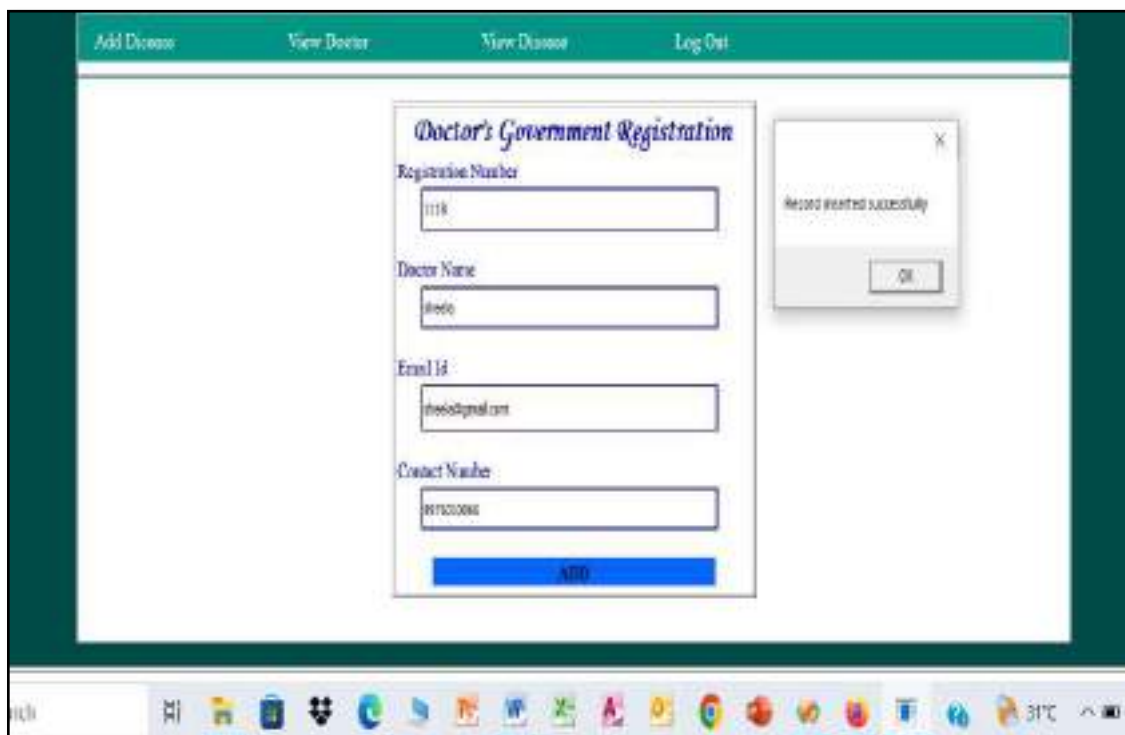 Add Disease View Doctor View Disease Log Out
Doctor's Government Registration
Registration Number
Record inserted successfully
OK
Doctor Name
Email Id
Contact Number
ADD
31°C